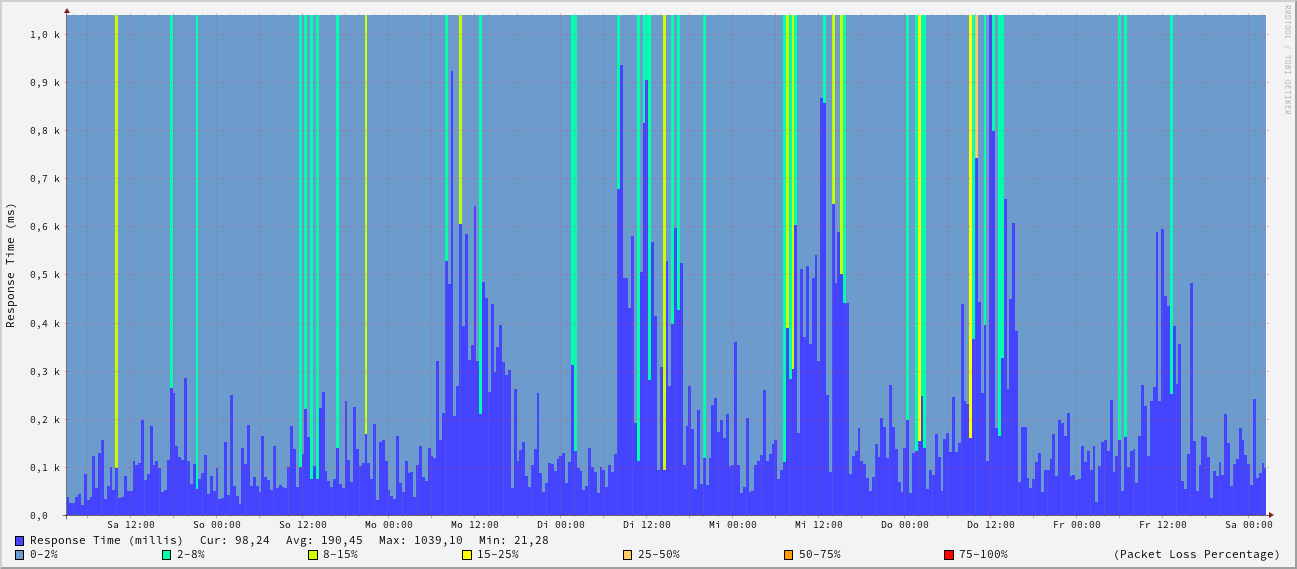 RRDTOOL / TOBI OETIKER
Response Time (ms)
1,0 k
0,9 k
0,8 k
0,7 k
0,6 k
0,5 k
0,4 k
0,3 k
0,2 k
0,1 k
0,0
Sa 12:00 So 00:00 So 12:00 Mo 00:00 Mo 12:00 Di 00:00 Di 12:00 Mi 00:00 Mi 12:00 Do 00:00 Do 12:00 Fr 00:00 Fr 12:00 Sa 00:00
Response Time (millis) Cur: 98,24 Avg: 190,45 Max: 1039,10 Min: 21,28
0-2% 2-8% 8-15% 15-25% 25-50% 50-75% 75-100% (Packet Loss Percentage)